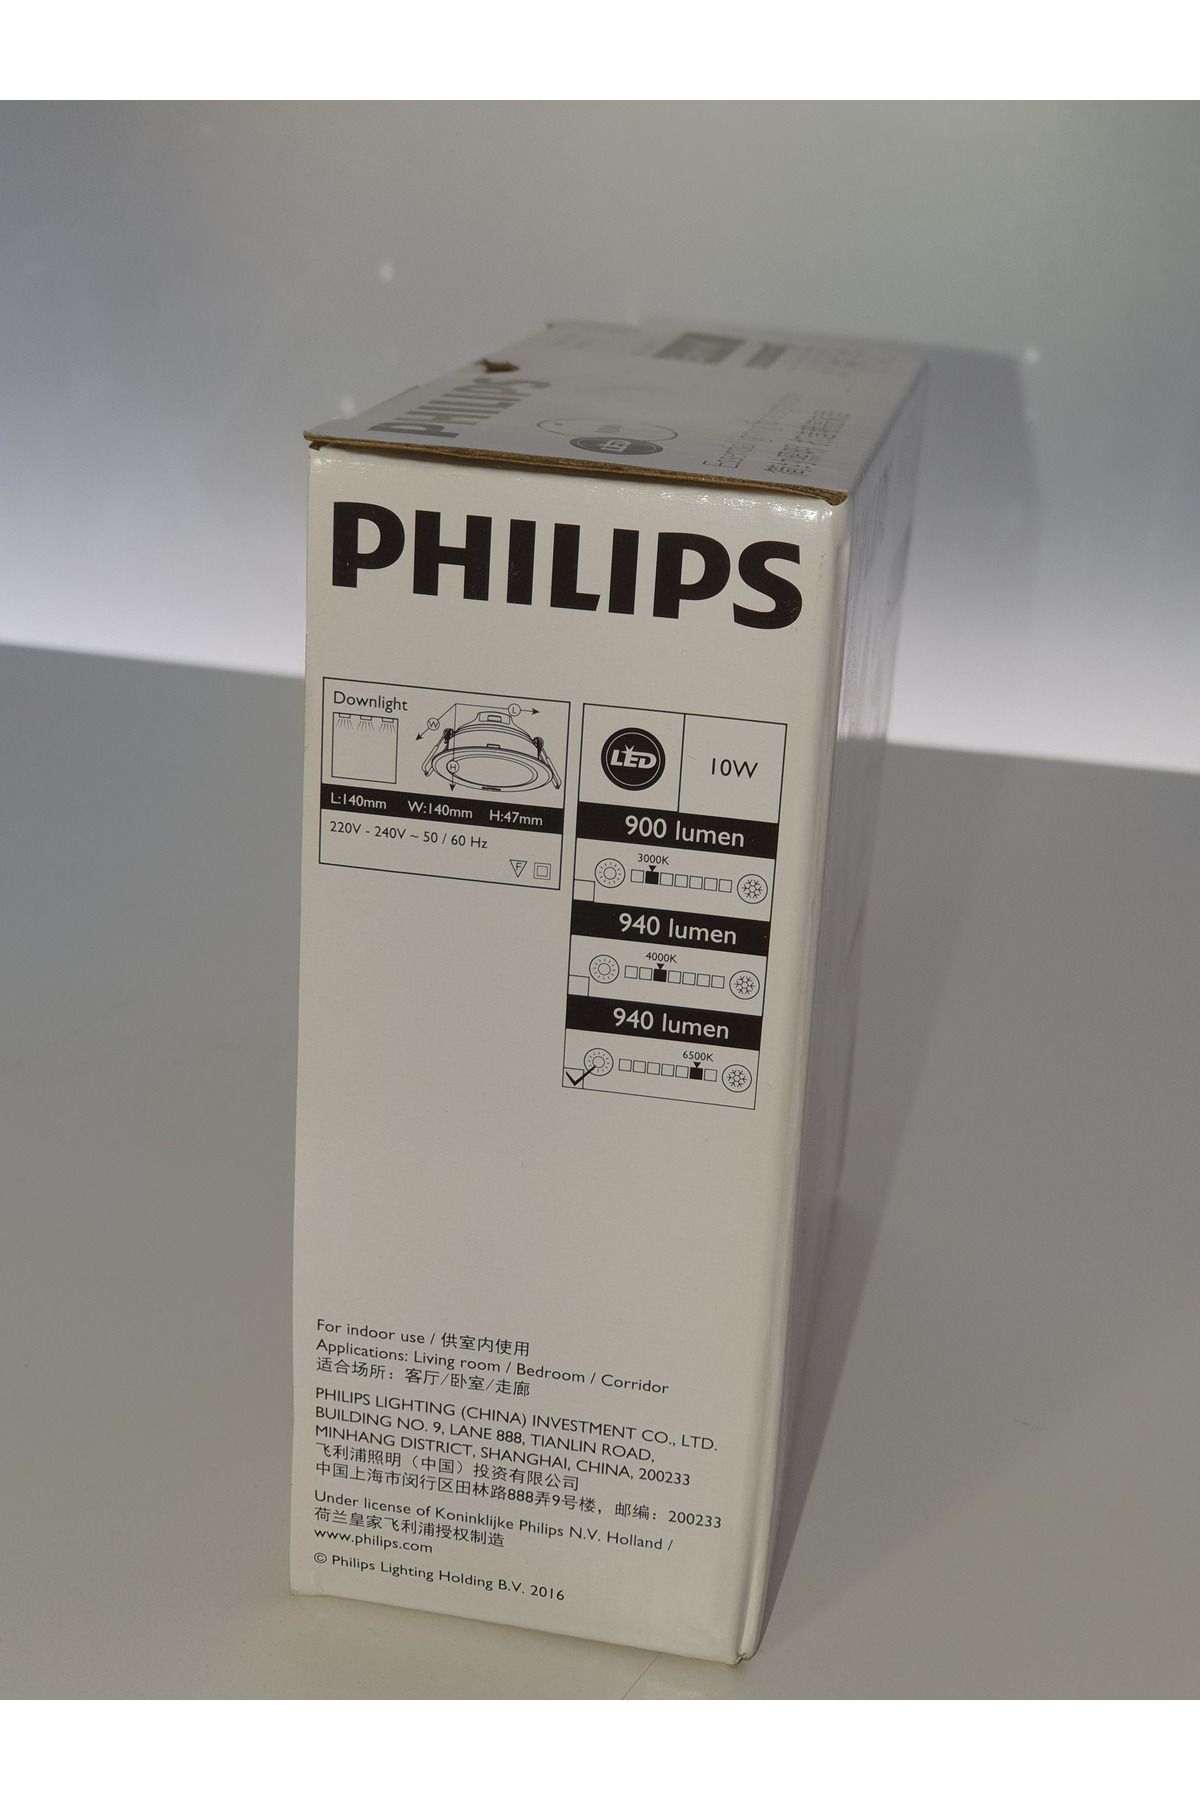 PHILIPS
LED
PHILIPS
Downlight
L
W
H
L:140mm W:140mm H:47mm
220V - 240V ~ 50 / 60 Hz
F
LED
10W
900 lumen
3000K
940 lumen
4000K
940 lumen
6500K
For indoor use / 供室内使用
Applications: Living room / Bedroom / Corridor
适合场所：客厅/卧室/走廊
PHILIPS LIGHTING (CHINA) INVESTMENT CO., LTD.
BUILDING NO. 9, LANE 888, TIANLIN ROAD,
MINHANG DISTRICT, SHANGHAI, CHINA, 200233
飞利浦照明（中国）投资有限公司
中国上海市闵行区田林路888弄9号楼，邮编：200233
Under license of Koninklijke Philips N.V. Holland /
荷兰皇家飞利浦授权制造
www.philips.com
© Philips Lighting Holding B.V. 2016